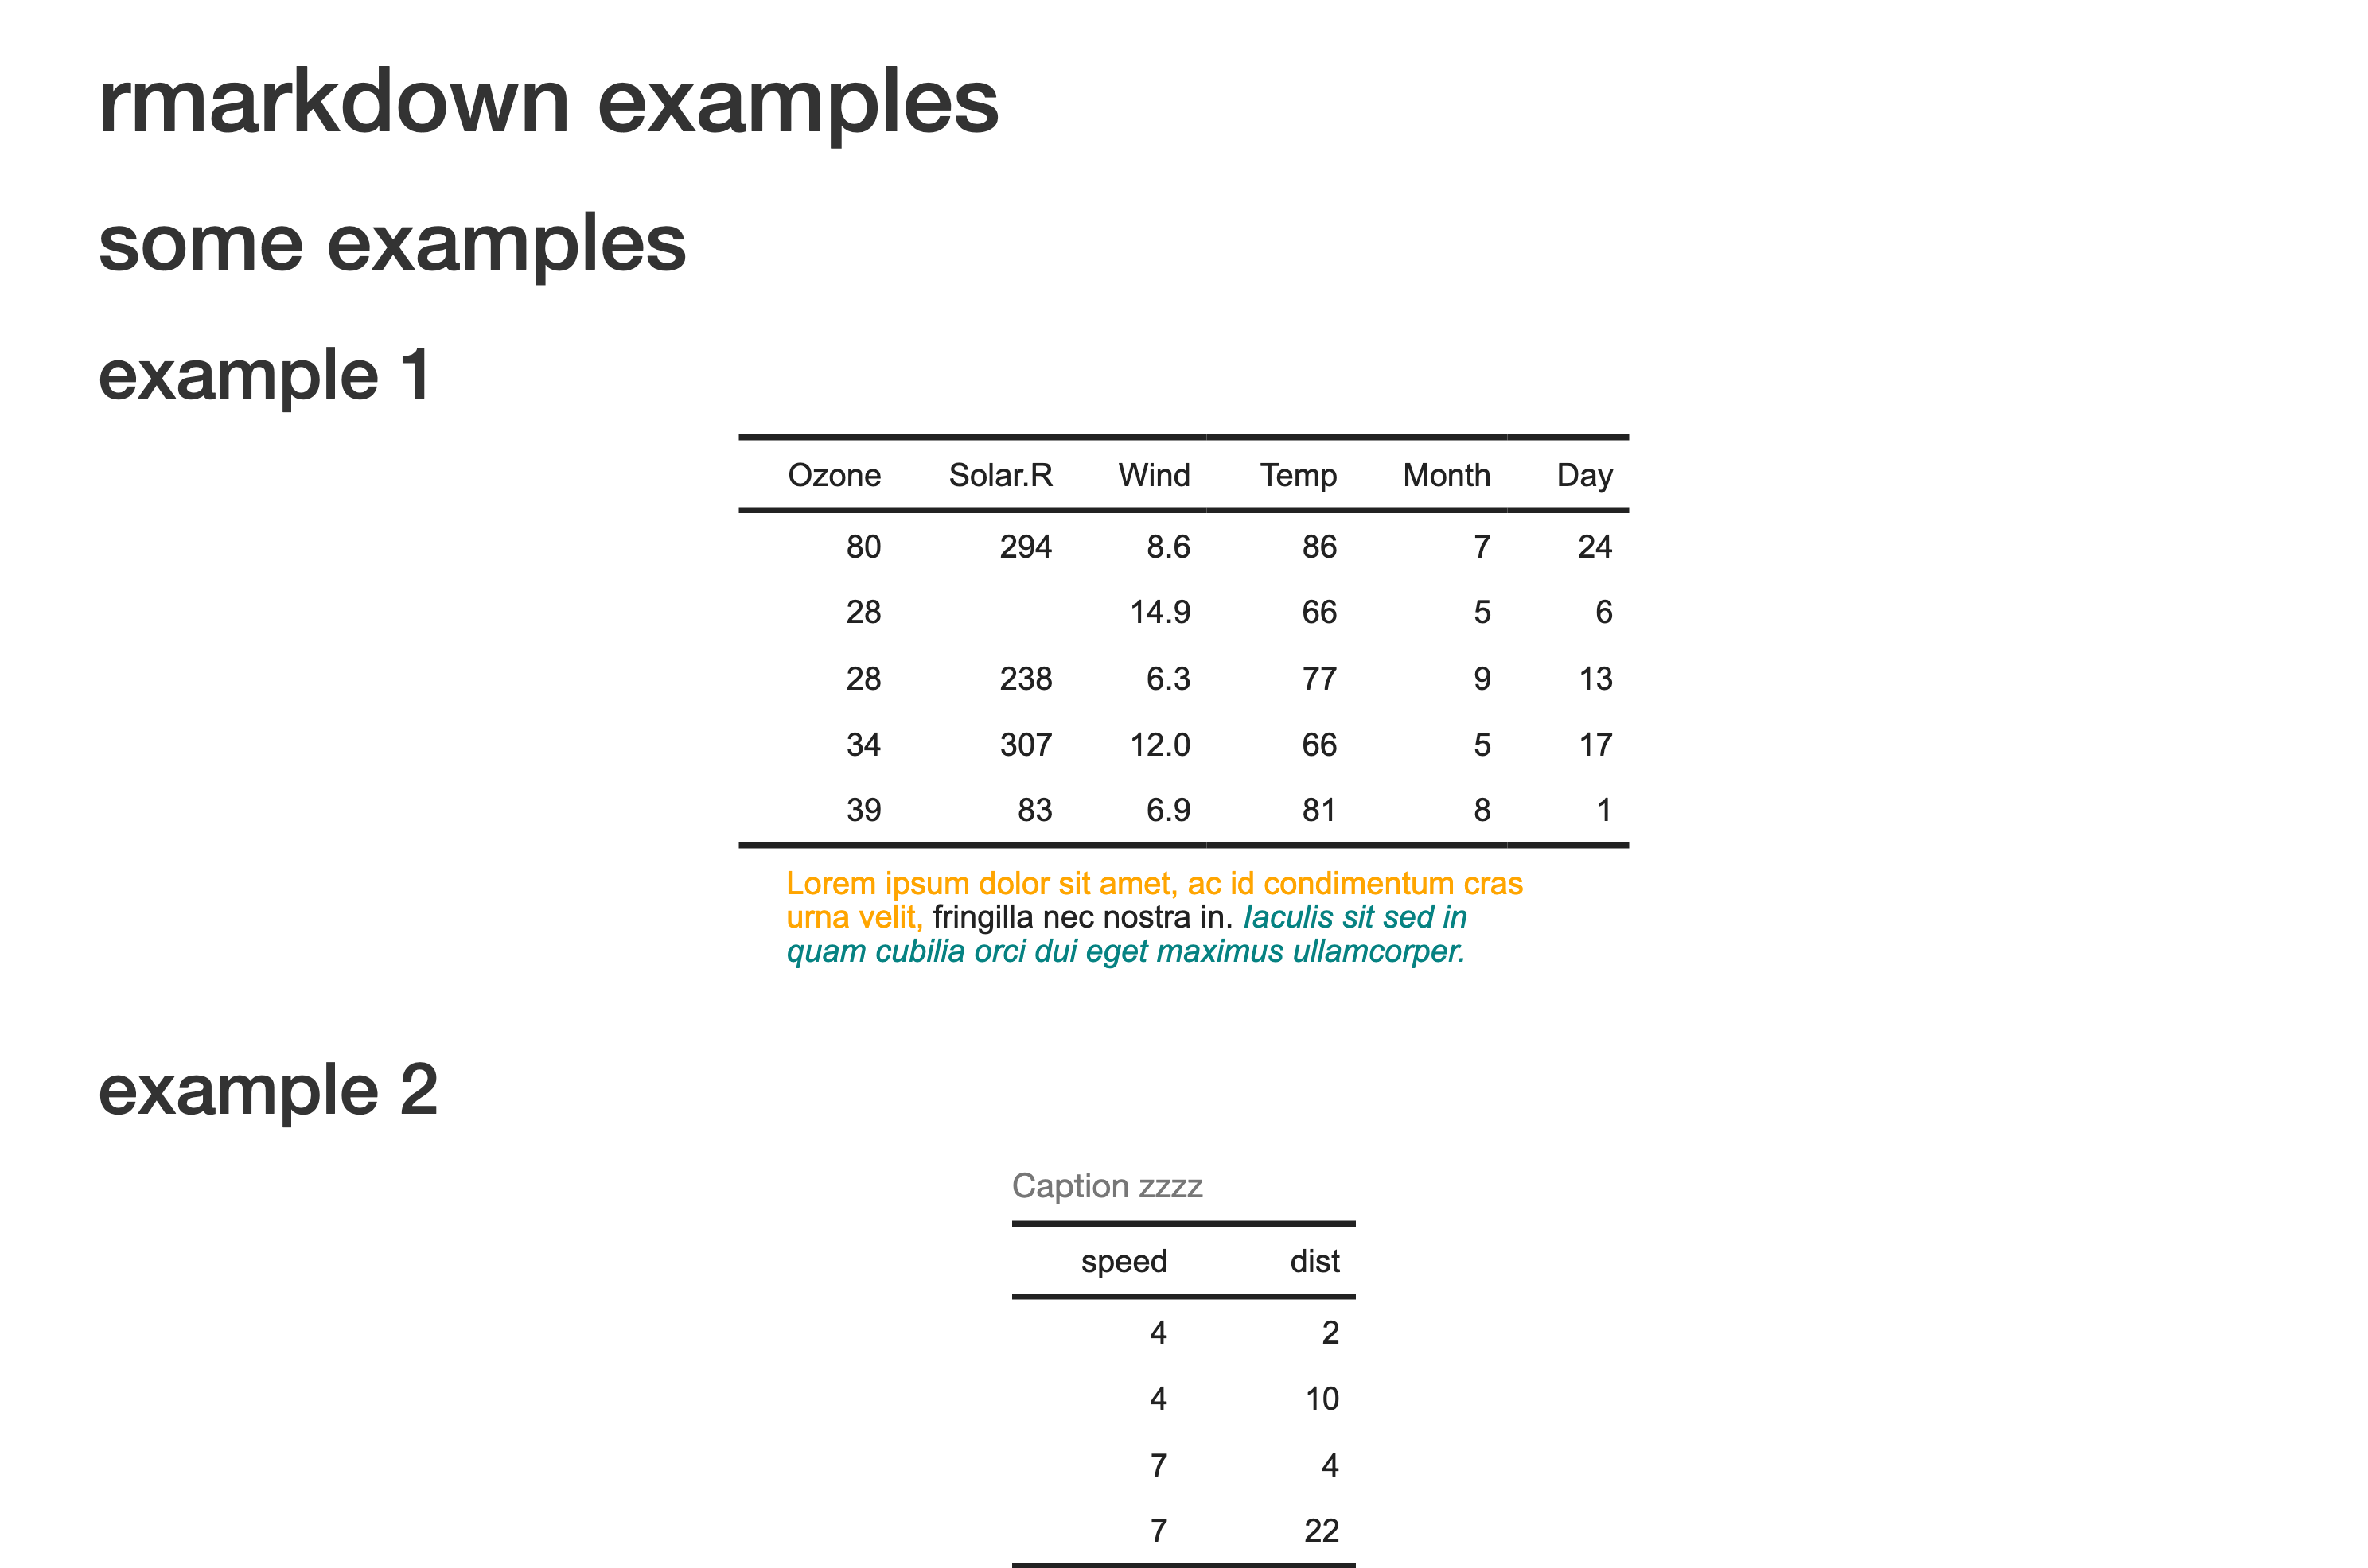 rmarkdown examples
some examples
example 1
Ozone Solar.R Wind Temp Month Day
80 294 8.6 86 7 24
28 14.9 66 5 6
28 238 6.3 77 9 13
34 307 12.0 66 5 17
39 83 6.9 81 8 1
Lorem ipsum dolor sit amet, ac id condimentum cras
urna velit, fringilla nec nostra in. Iaculis sit sed in
quam cubilia orci dui eget maximus ullamcorper.
example 2
Caption zzzz
speed dist
4 2
4 10
7 4
7 22